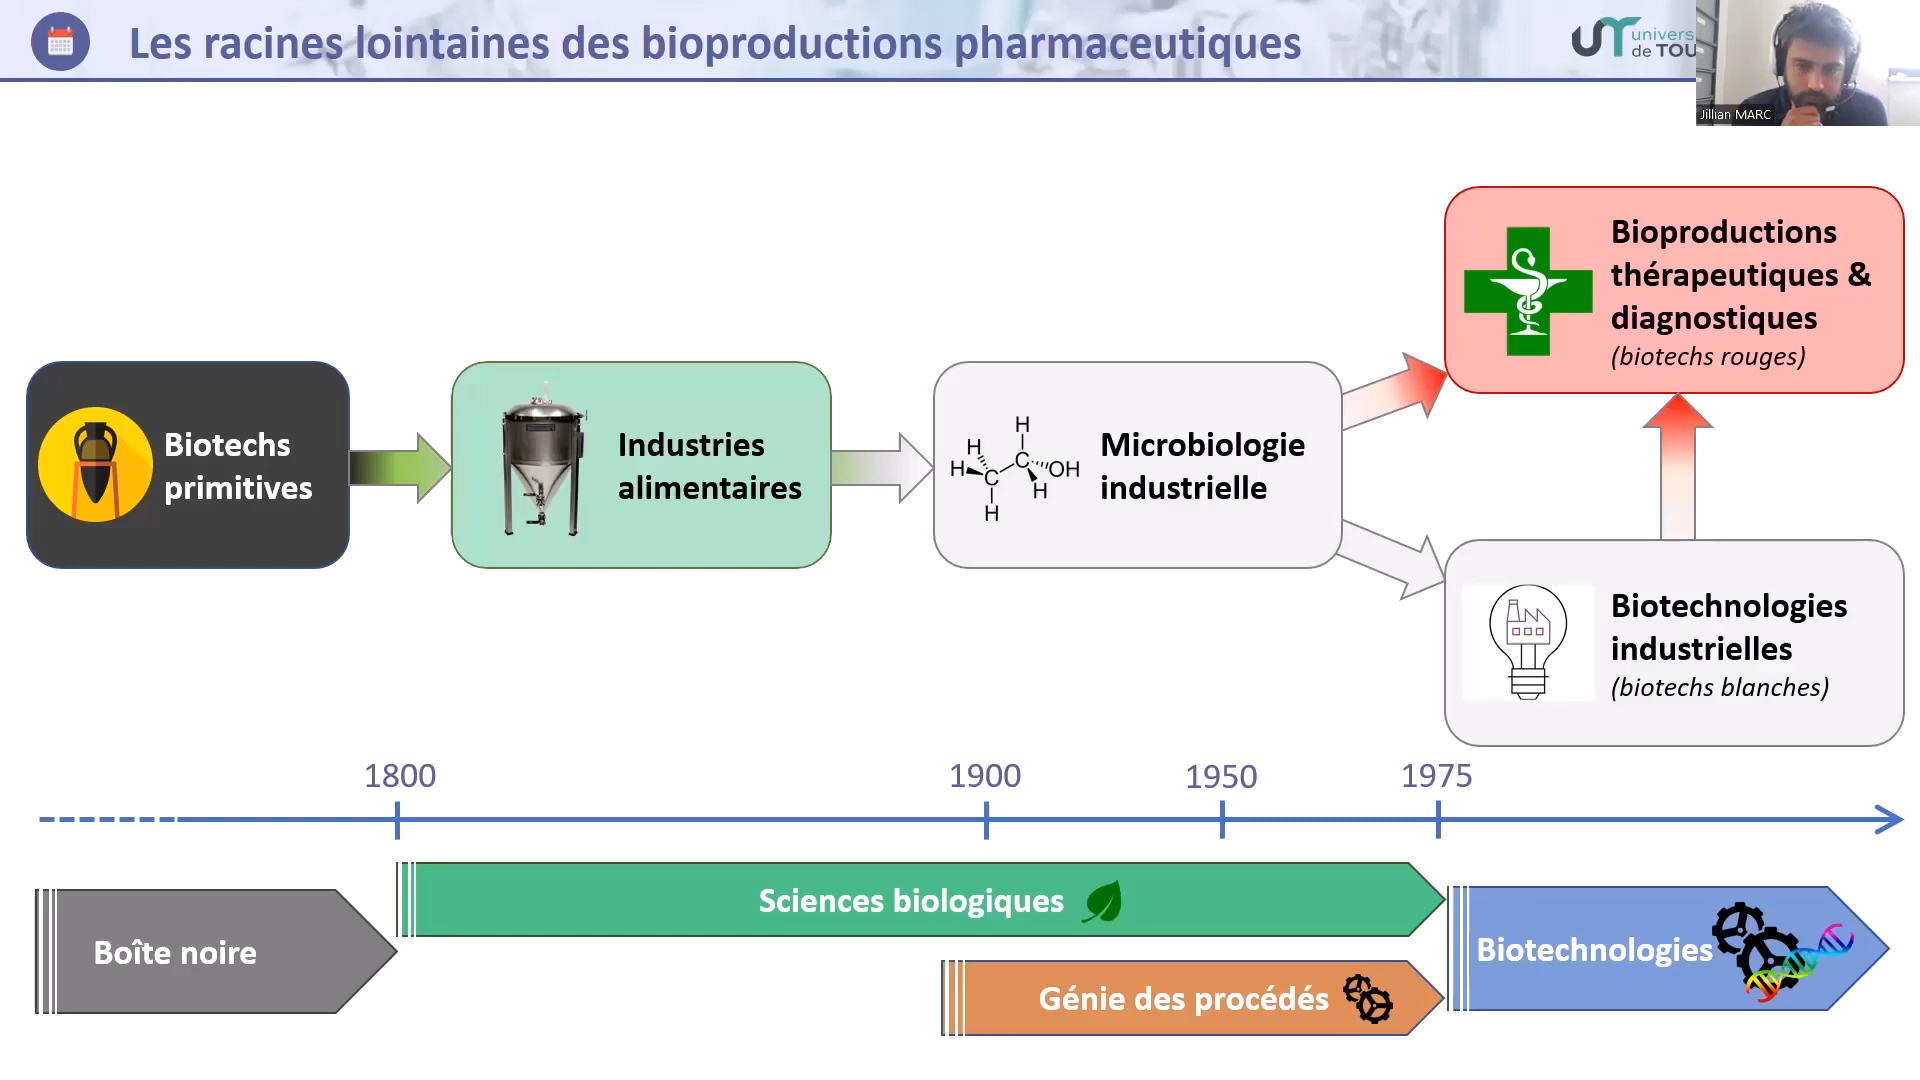 Les racines lointaines des bioproductions pharmaceutiques
univers
de TOU
Jillian MARC
Bioproductions
thérapeutiques &
diagnostiques
(biotechs rouges)
Biotechs
primitives
Industries
alimentaires
H
H
H
C
C
OH
H
H
Microbiologie
industrielle
Biotechnologies
industrielles
(biotechs blanches)
1800
1900
1950
1975
Sciences biologiques
Boîte noire
Biotechnologies
Génie des procédés